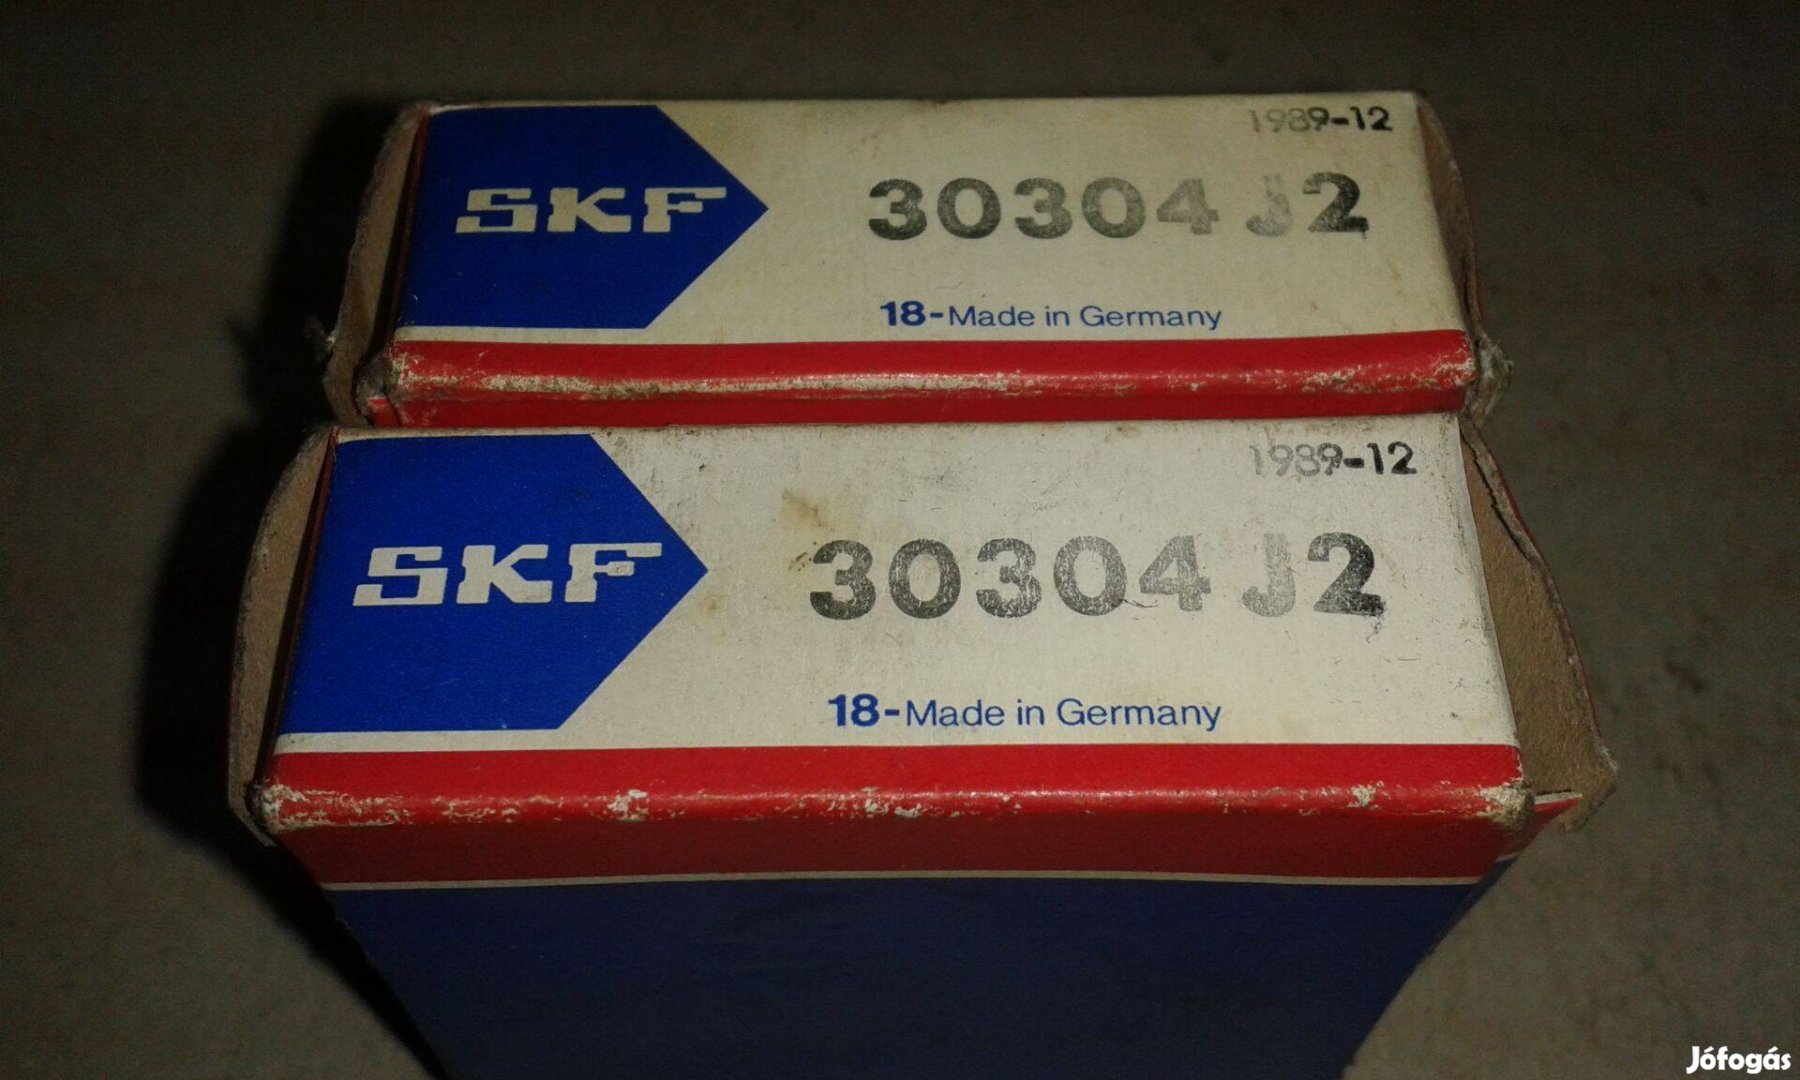 1989-12
SKF 30304 J2
18-Made in Germany
1989-12
SKF 30304 J2
18-Made in Germany
Jófogás